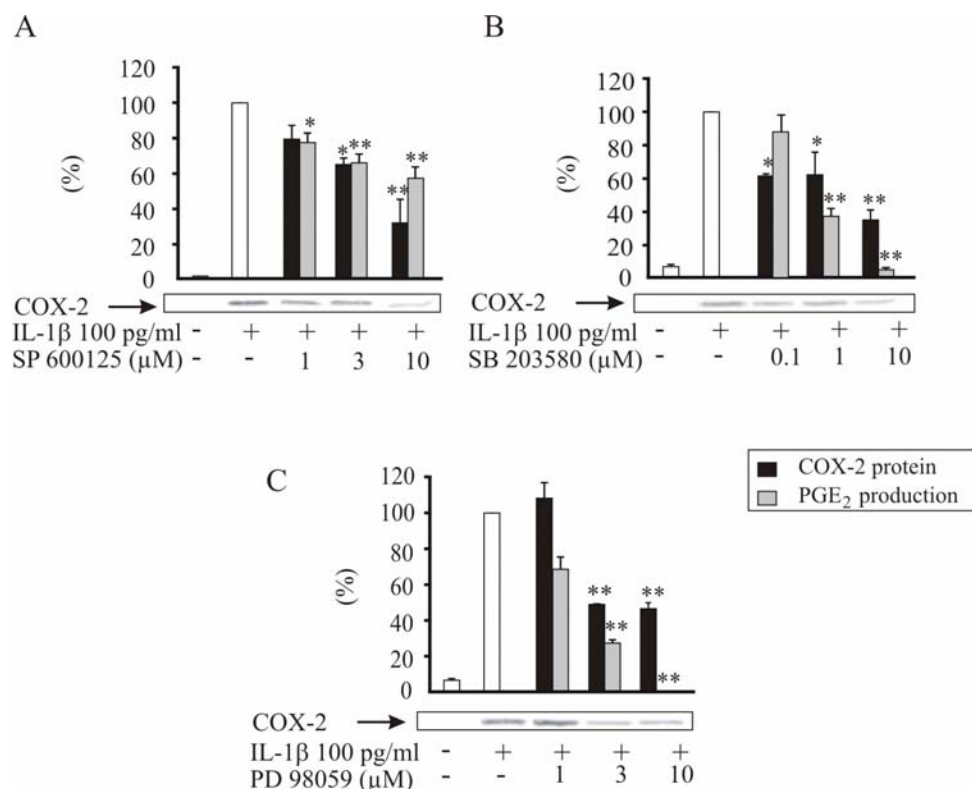 A
120
100
80
60
40
20
0
(%)
* * ** ** **
COX-2
IL-1β 100 pg/ml - + + + +
SP 600125 (µM) - - 1 3 10
B
120
100
80
60
40
20
0
(%)
* * ** ** **
COX-2
IL-1β 100 pg/ml - + + + +
SB 203580 (µM) - - 0.1 1 10
COX-2 protein
PGE₂ production
C
120
100
80
60
40
20
0
(%)
** ** ** **
COX-2
IL-1β 100 pg/ml - + + + +
PD 98059 (µM) - - 1 3 10